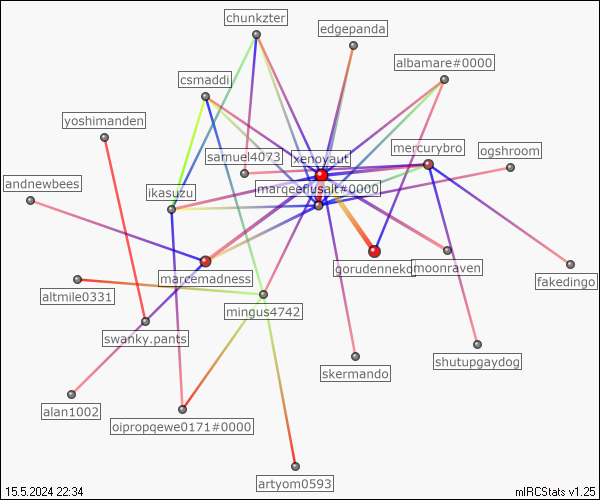 chunkzter
edgepanda
albamare#0000
csmaddi
yoshimanden
mercurybro
ogshroom
samuel4073
xenoyaut
andnewbees
ikasuzu
marqeeflusalt#0000
marcemadness
gorudenneko
moonraven
fakedingo
altmile0331
mingus4742
swanky.pants
shutupgaydog
skermando
alan1002
oipropqewe0171#0000
artyom0593
15.5.2024 22:34
mIRCStats v1.25